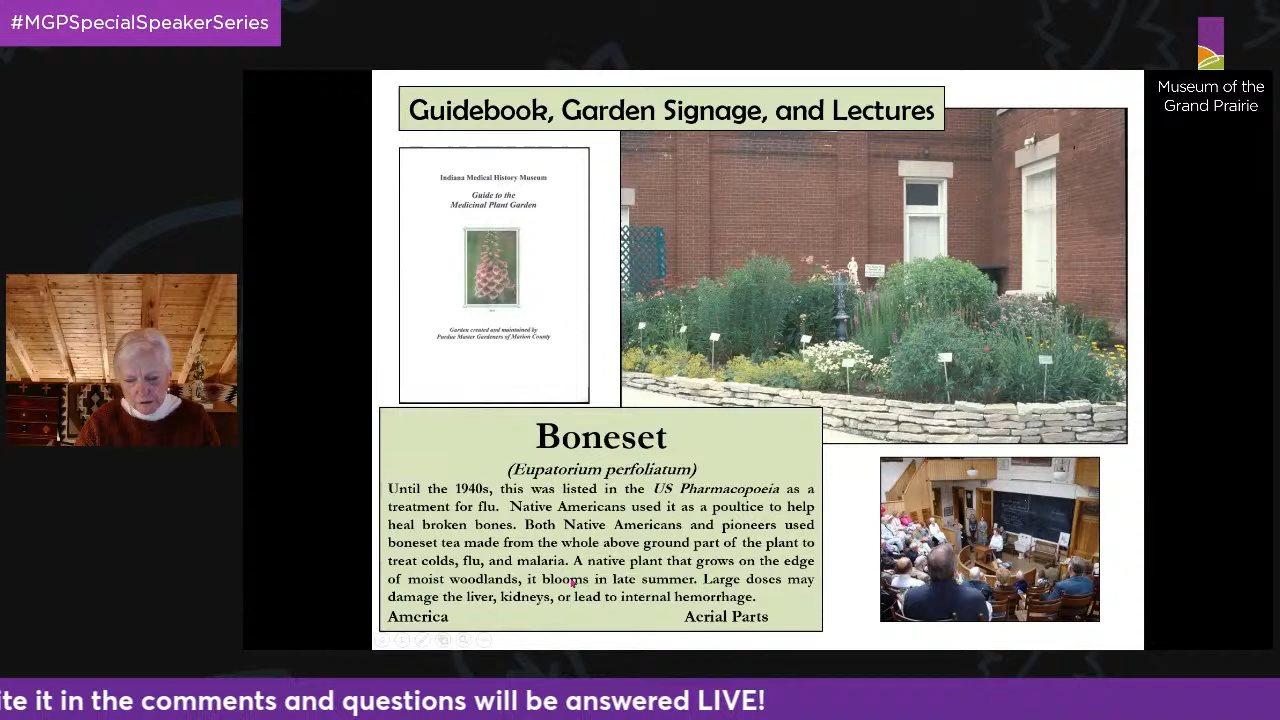 #MGPSpecialSpeakerSeries
Museum of the
Grand Prairie
Guidebook, Garden Signage, and Lectures
Indiana Medical History Museum
Guide to the
Medicinal Plant Garden
Garden created and maintained by
Purdue Master Gardeners of Marion County
Boneset
(Eupatorium perfoliatum)
Until the 1940s, this was listed in the US Pharmacopoeia as a
treatment for flu. Native Americans used it as a poultice to help
heal broken bones. Both Native Americans and pioneers used
boneset tea made from the whole above ground part of the plant to
treat colds, flu, and malaria. A native plant that grows on the edge
of moist woodlands, it blooms in late summer. Large doses may
damage the liver, kidneys, or lead to internal hemorrhage.
America Aerial Parts
ite it in the comments and questions will be answered LIVE!